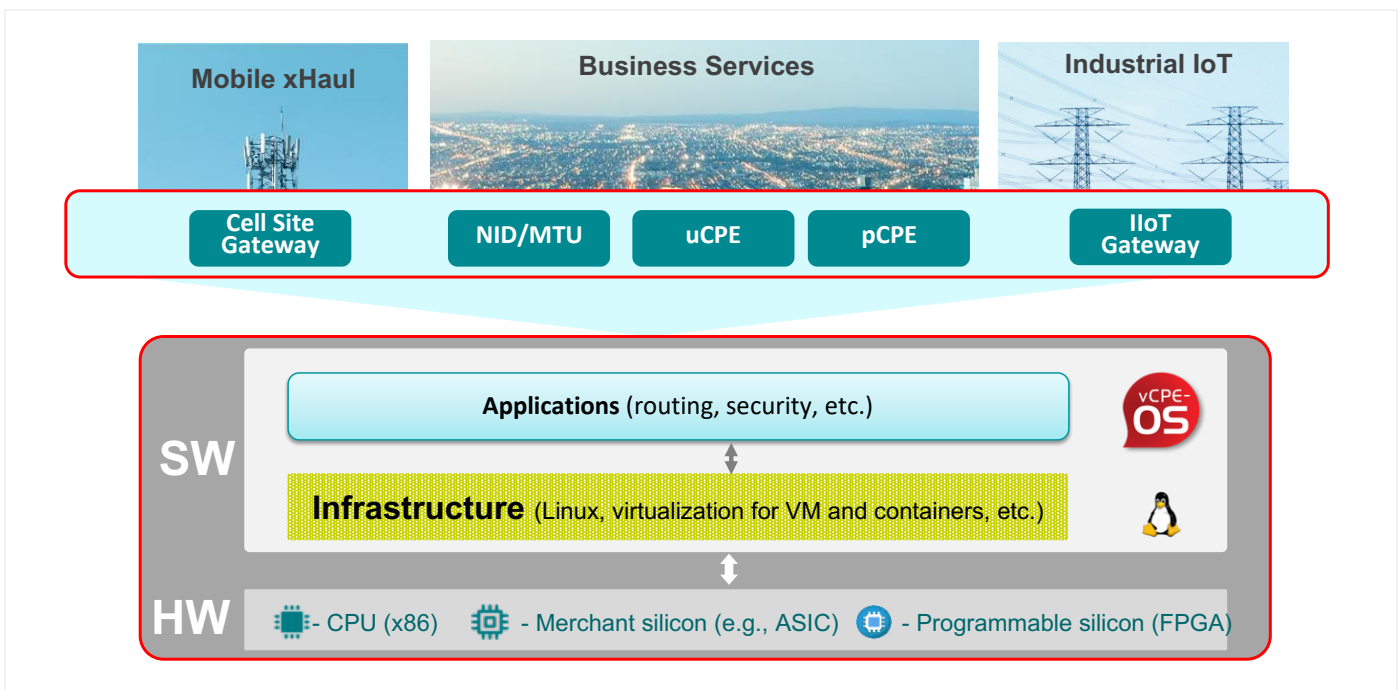 Mobile xHaul
Business Services
Industrial IoT
Cell Site
Gateway
NID/MTU
uCPE
pCPE
IIoT
Gateway
SW
Applications (routing, security, etc.)
vCPE-
OS
Infrastructure (Linux, virtualization for VM and containers, etc.)
HW
- CPU (x86)
- Merchant silicon (e.g., ASIC)
- Programmable silicon (FPGA)